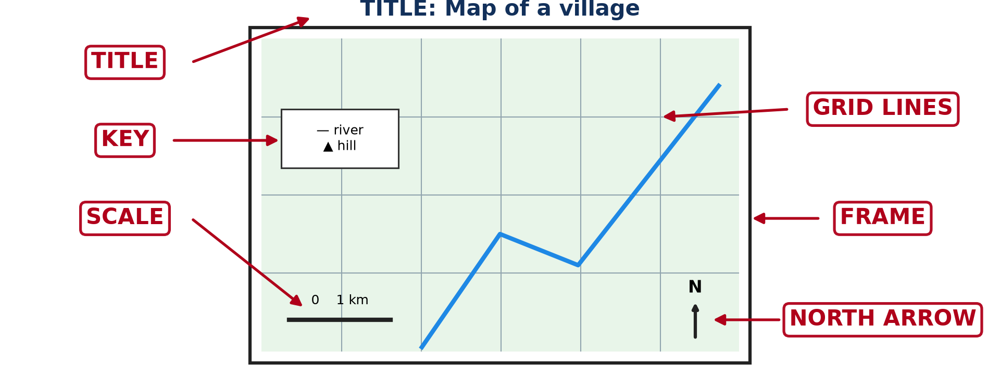 TITLE: Map of a village
TITLE
KEY
SCALE
— river
▲ hill
0 1 km
N
GRID LINES
FRAME
NORTH ARROW